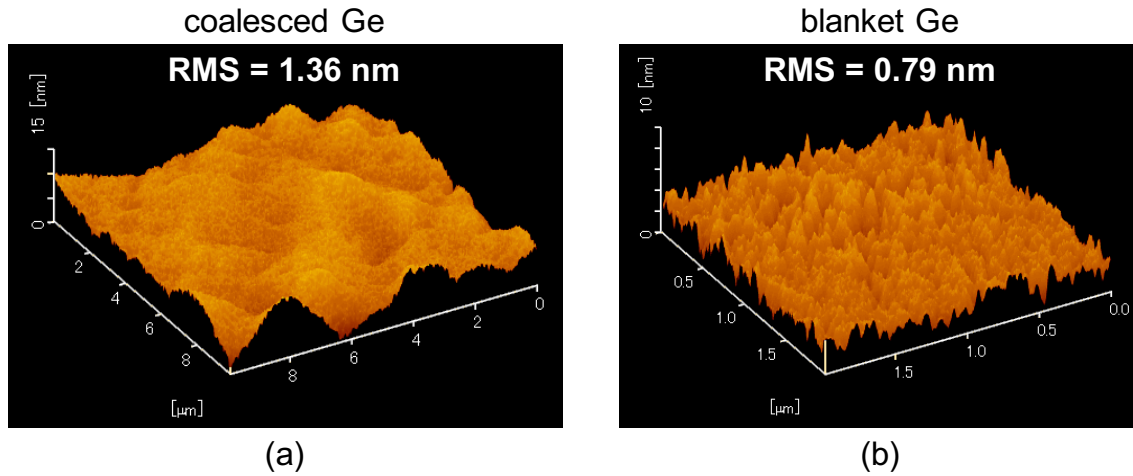 coalesced Ge
RMS = 1.36 nm
15 [nm]
0
2
4
6
8
8
6
4
2
0
[μm]
(a)
blanket Ge
RMS = 0.79 nm
10 [nm]
0
0.5
1.0
1.5
1.5
1.0
0.5
0.0
[μm]
(b)